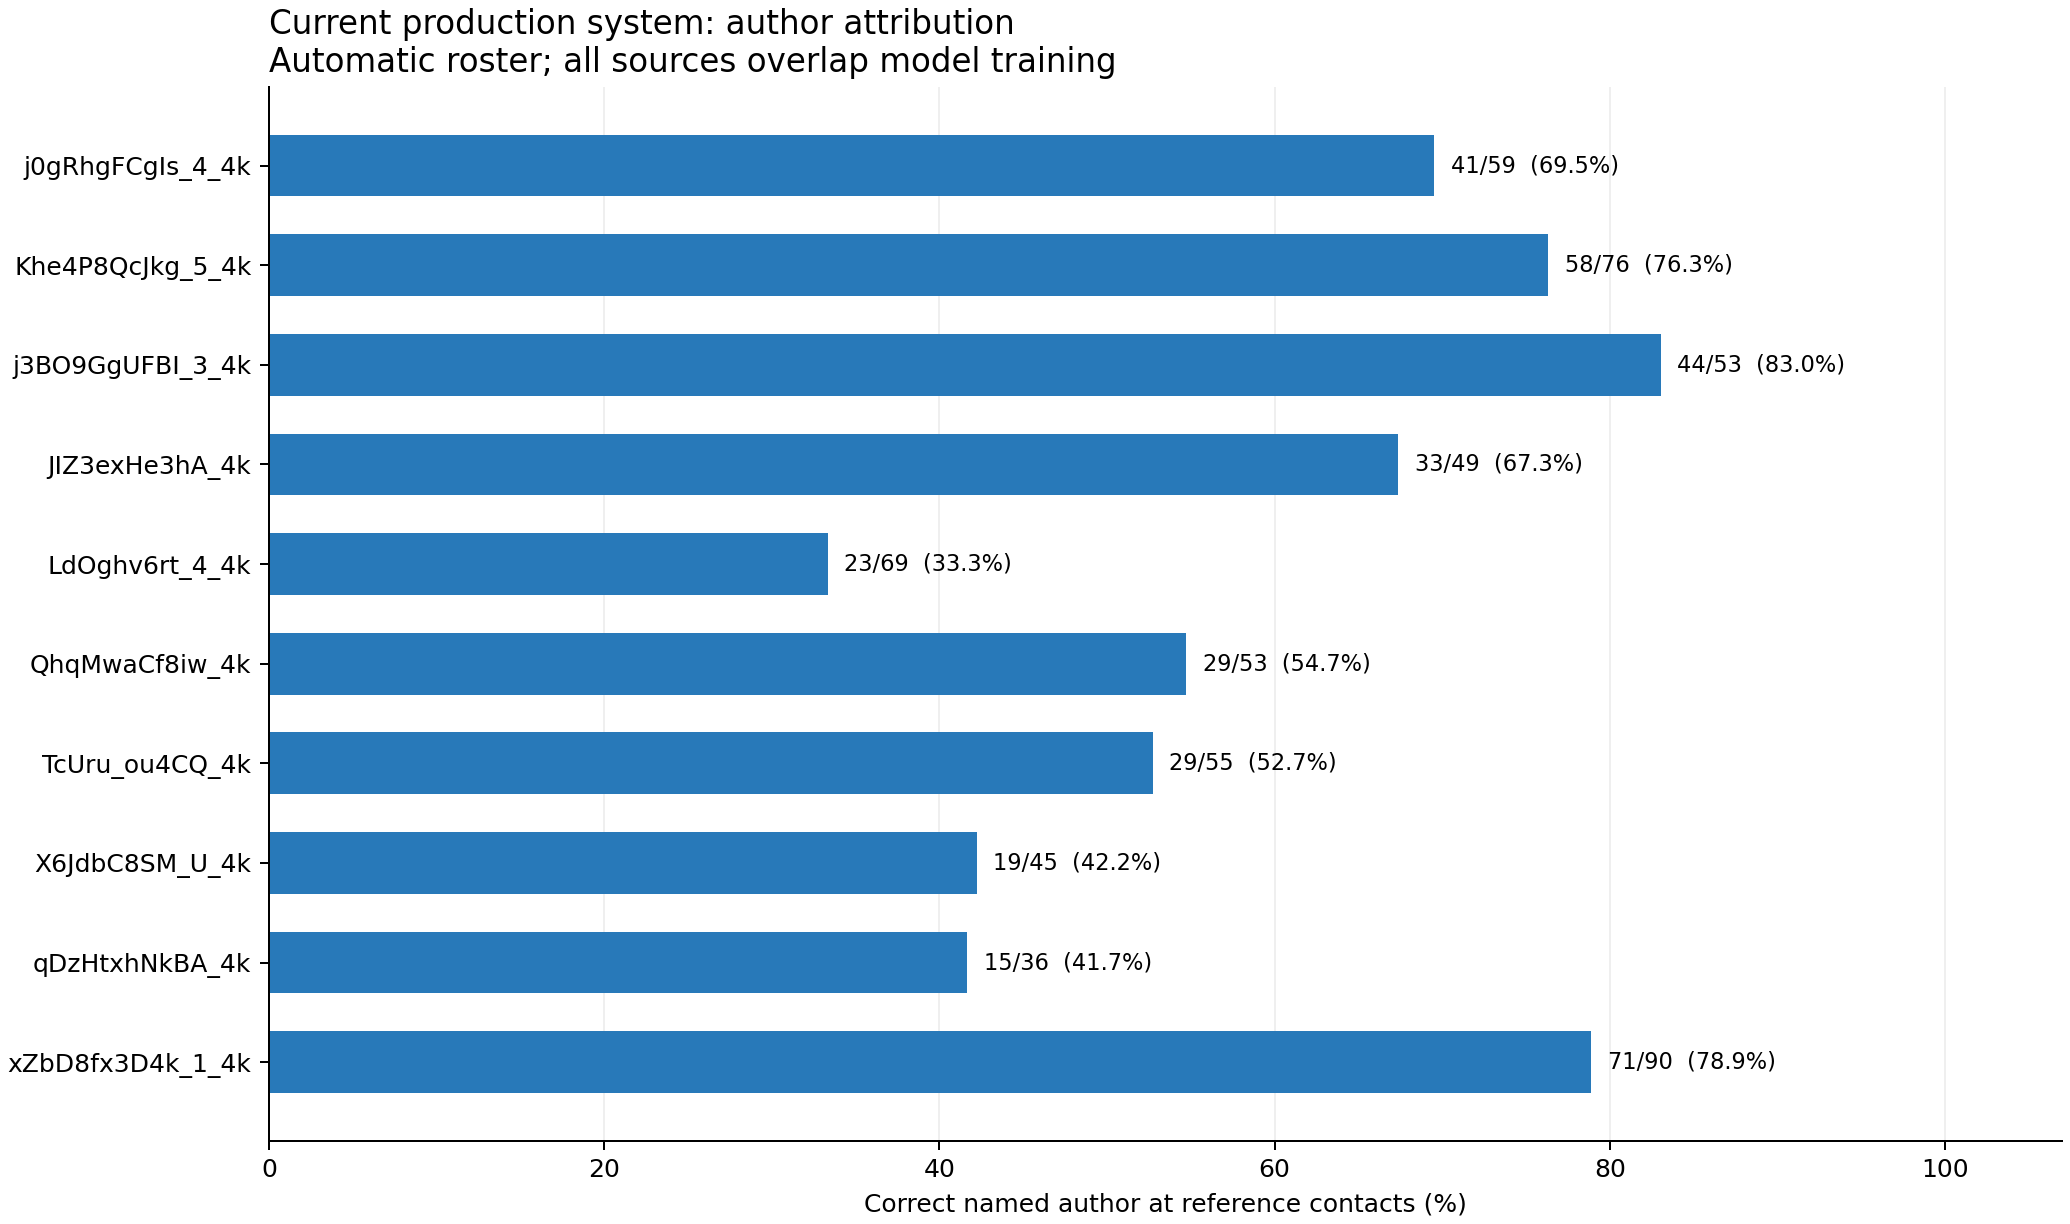 Current production system: author attribution
Automatic roster; all sources overlap model training
j0gRhgFCgIs_4_4k
41/59 (69.5%)
Khe4P8QcJkg_5_4k
58/76 (76.3%)
j3BO9GgUFBI_3_4k
44/53 (83.0%)
JIZ3exHe3hA_4k
33/49 (67.3%)
LdOghv6rt_4_4k
23/69 (33.3%)
QhqMwaCf8iw_4k
29/53 (54.7%)
TcUru_ou4CQ_4k
29/55 (52.7%)
X6JdbC8SM_U_4k
19/45 (42.2%)
qDzHtxhNkBA_4k
15/36 (41.7%)
xZbD8fx3D4k_1_4k
71/90 (78.9%)
0 20 40 60 80 100
Correct named author at reference contacts (%)